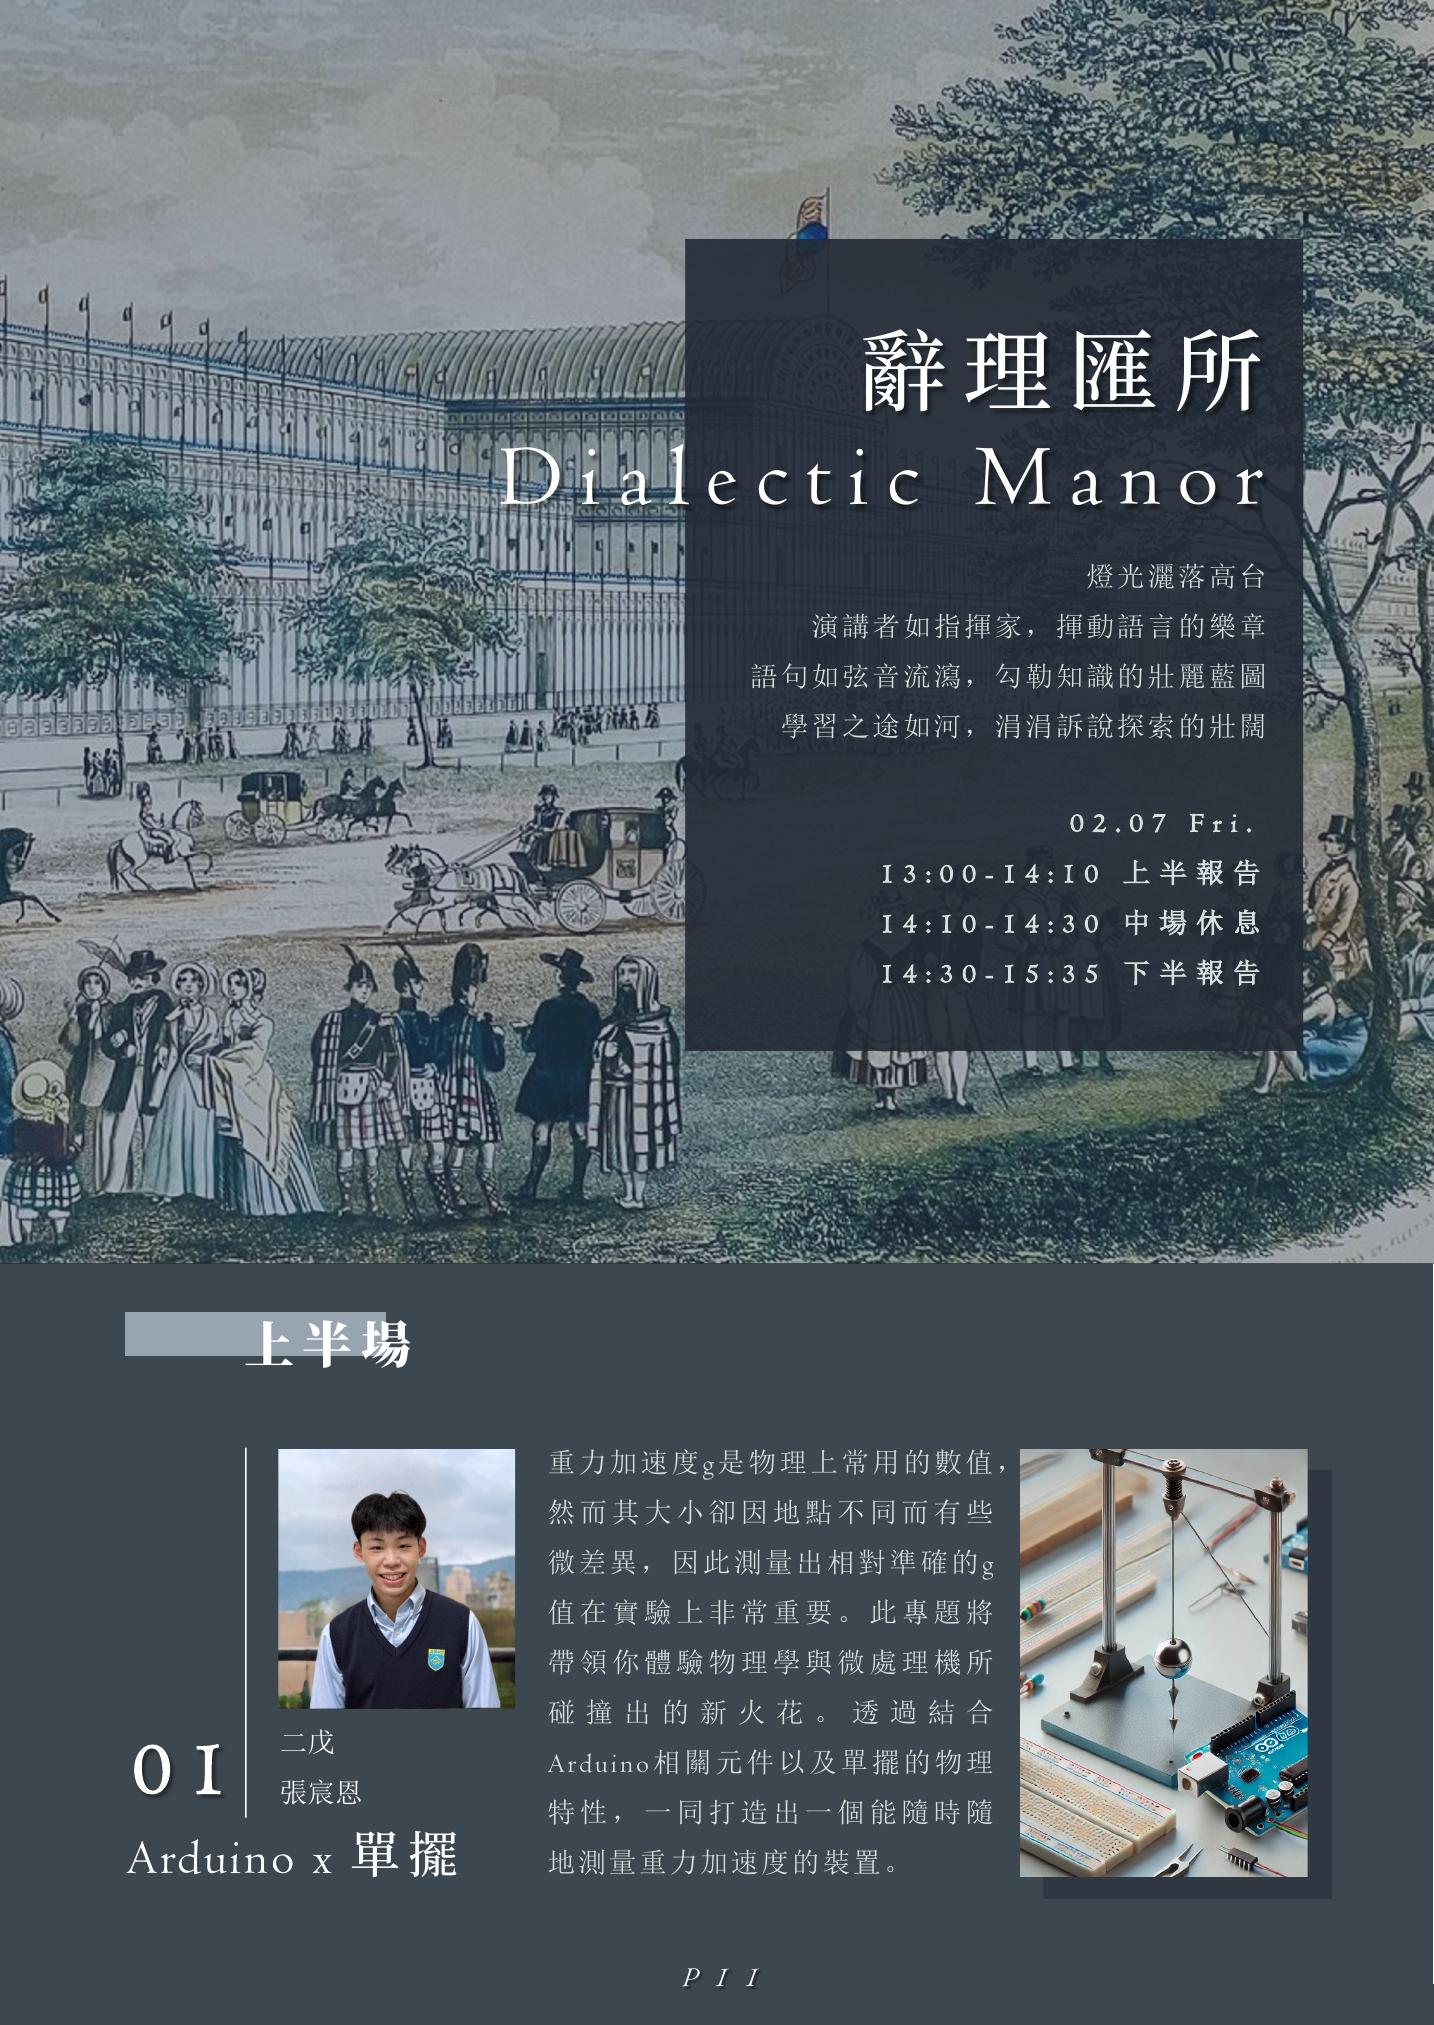 辭理匯所
Dialectic Manor
燈光灑落高台
演講者如指揮家，揮動語言的樂章
語句如弦音流瀉，勾勒知識的壯麗藍圖
學習之途如河，涓涓訴說探索的壯闊
02.07 Fri.
13:00-14:10 上半報告
14:10-14:30 中場休息
14:30-15:35 下半報告
上半場
01
二戊
張宸恩
Arduino x 單擺
重力加速度g是物理上常用的數值，
然而其大小卻因地點不同而有些
微差異，因此測量出相對準確的g
值在實驗上非常重要。此專題將
帶領你體驗物理學與微處理機所
碰撞出的新火花。透過結合
Arduino相關元件以及單擺的物理
特性，一同打造出一個能隨時隨
地測量重力加速度的裝置。
P II